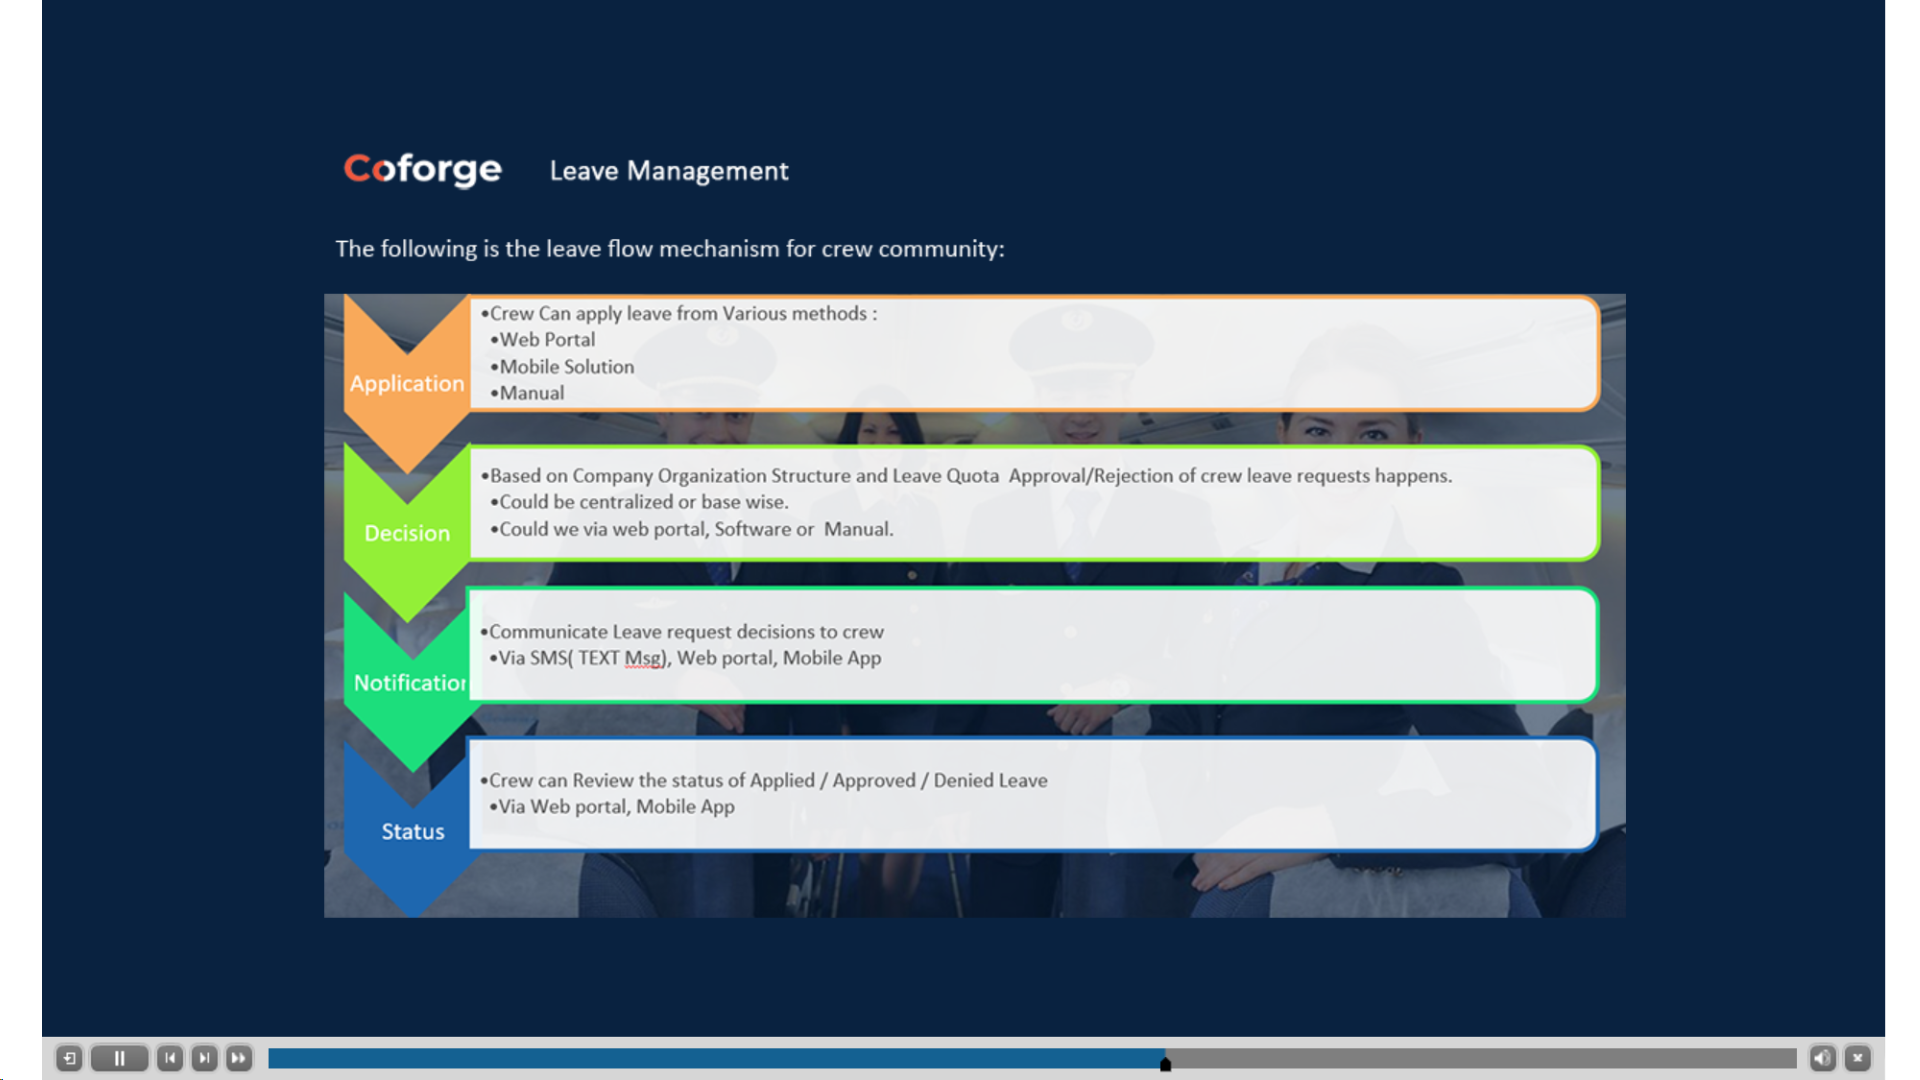 Coforge Leave Management
The following is the leave flow mechanism for crew community:
Application
•Crew Can apply leave from Various methods :
•Web Portal
•Mobile Solution
•Manual
Decision
•Based on Company Organization Structure and Leave Quota Approval/Rejection of crew leave requests happens.
•Could be centralized or base wise.
•Could we via web portal, Software or Manual.
Notification
•Communicate Leave request decisions to crew
•Via SMS( TEXT Msg), Web portal, Mobile App
Status
•Crew can Review the status of Applied / Approved / Denied Leave
•Via Web portal, Mobile App